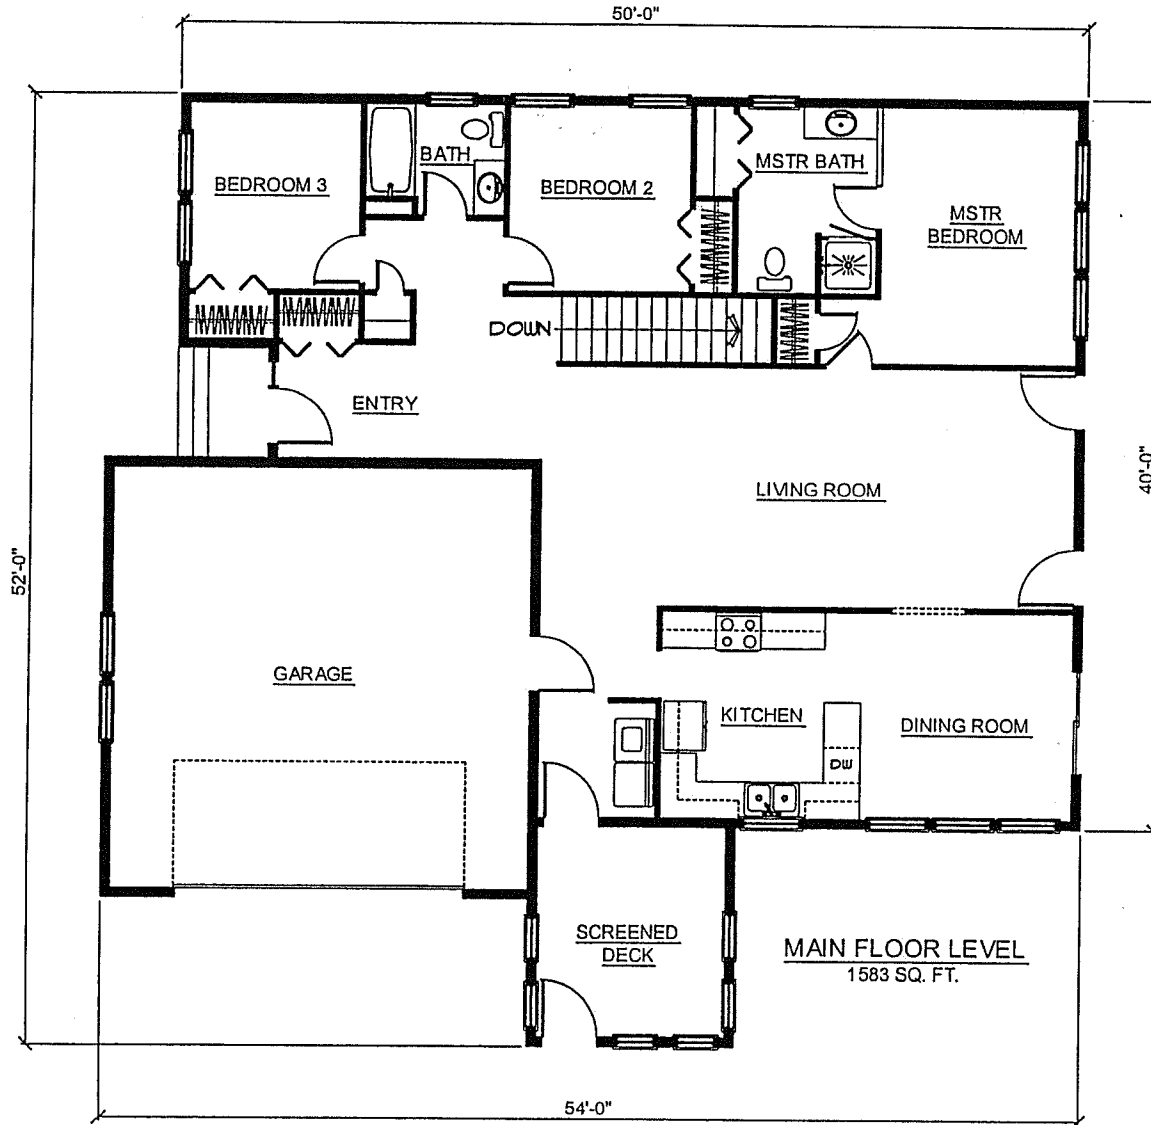 50'-0"
BATH
MSTR BATH
BEDROOM 3
BEDROOM 2
MSTR
BEDROOM
DOWN
ENTRY
LIVING ROOM
40'-0"
52'-0"
GARAGE
KITCHEN
DINING ROOM
DW
SCREENED
DECK
MAIN FLOOR LEVEL
1583 SQ. FT.
54'-0"